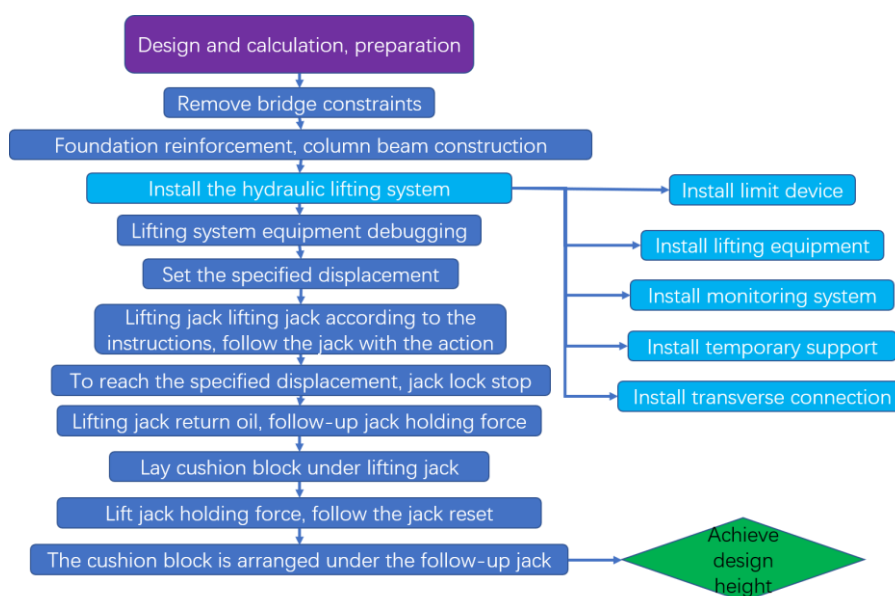 Design and calculation, preparation
Remove bridge constraints
Foundation reinforcement, column beam construction
Install the hydraulic lifting system
Lifting system equipment debugging
Set the specified displacement
Lifting jack lifting jack according to the
instructions, follow the jack with the action
To reach the specified displacement, jack lock stop
Lifting jack return oil, follow-up jack holding force
Lay cushion block under lifting jack
Lift jack holding force, follow the jack reset
The cushion block is arranged under the follow-up jack
Install limit device
Install lifting equipment
Install monitoring system
Install temporary support
Install transverse connection
Achieve
design
height